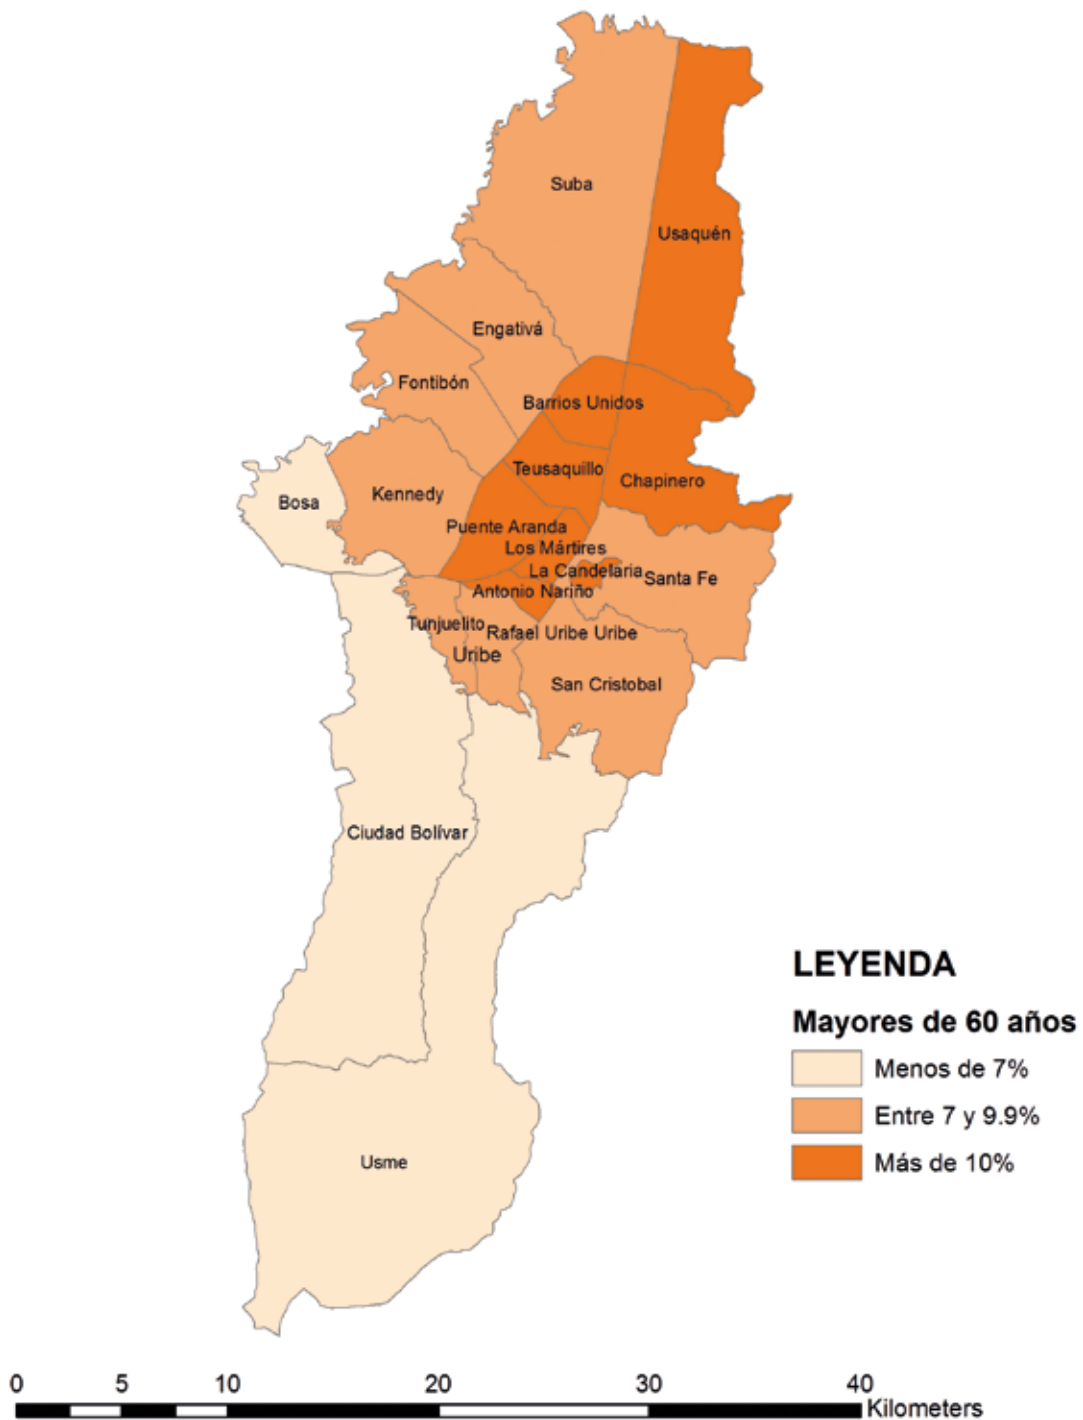 Suba
Usaquén
Engativá
Fontibón
Barrios Unidos
Teusaquillo
Chapinero
Kennedy
Bosa
Puente Aranda
Los Mártires
La Candelaria
Santa Fe
Antonio Nariño
Tunjuelito
Rafael Uribe Uribe
Uribe
San Cristobal
Ciudad Bolívar
Usme
LEYENDA
Mayores de 60 años
Menos de 7%
Entre 7 y 9.9%
Más de 10%
0 5 10 20 30 40
Kilometers